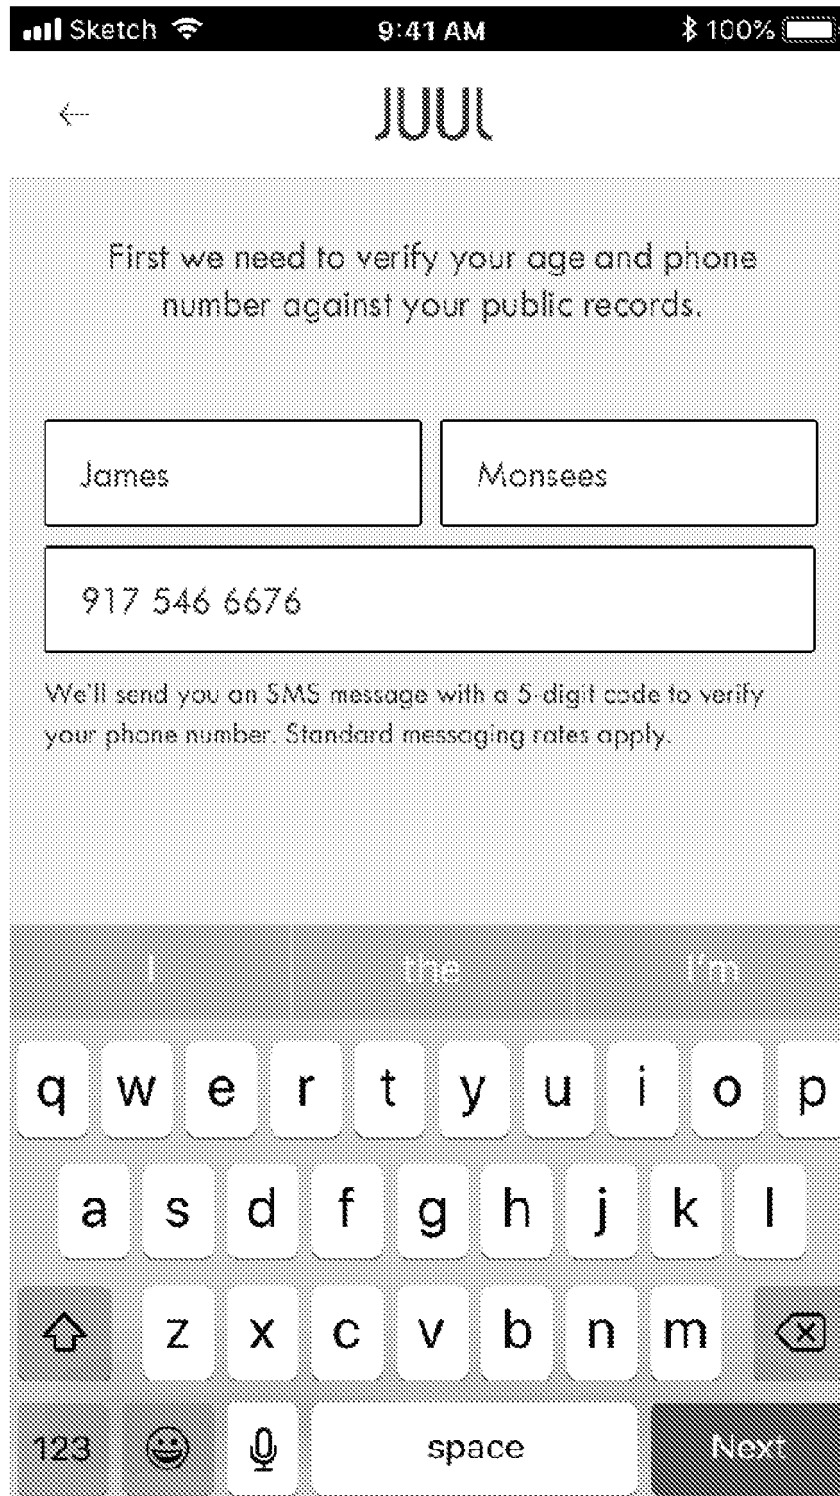 Sketch 9:41 AM 100%
JUUL
First we need to verify your age and phone
number against your public records.
James Monsees
917 546 6676
We'll send you an SMS message with a 5-digit code to verify
your phone number. Standard messaging rates apply.
I the I'm
q w e r t y u i o p
a s d f g h j k l
z x c v b n m
123 space Next